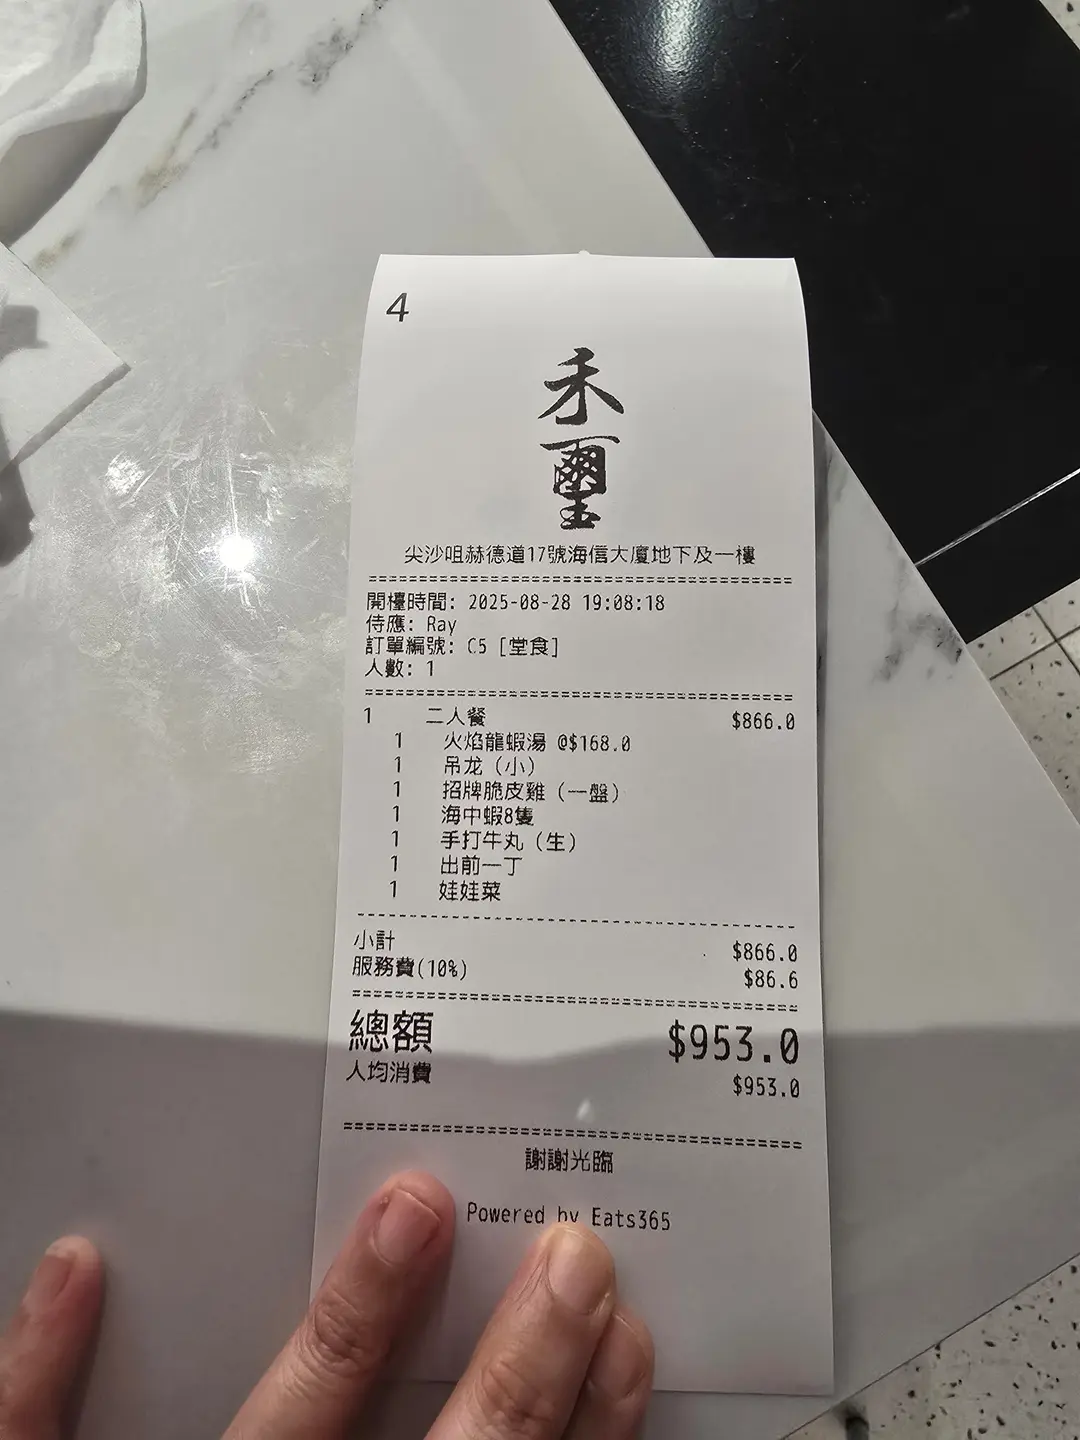 4
禾
璽
尖沙咀赫德道17號海信大廈地下及一樓
開檯時間: 2025-08-28 19:08:18
侍應: Ray
訂單編號: C5 [堂食]
人數: 1
1 二人餐 $866.0
1 火焰龍蝦湯 @$168.0
1 吊龙（小）
1 招牌脆皮雞（一盤）
1 海中蝦8隻
1 手打牛丸（生）
1 出前一丁
1 娃娃菜
小計 $866.0
服務費(10%) $86.6
總額 $953.0
人均消費 $953.0
謝謝光臨
Powered by Eats365